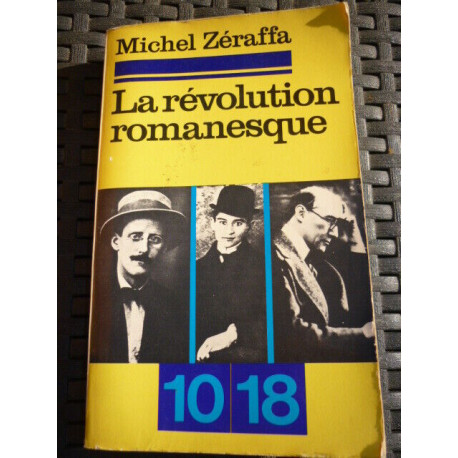 Michel Zéraffa
La révolution
romanesque
10 18